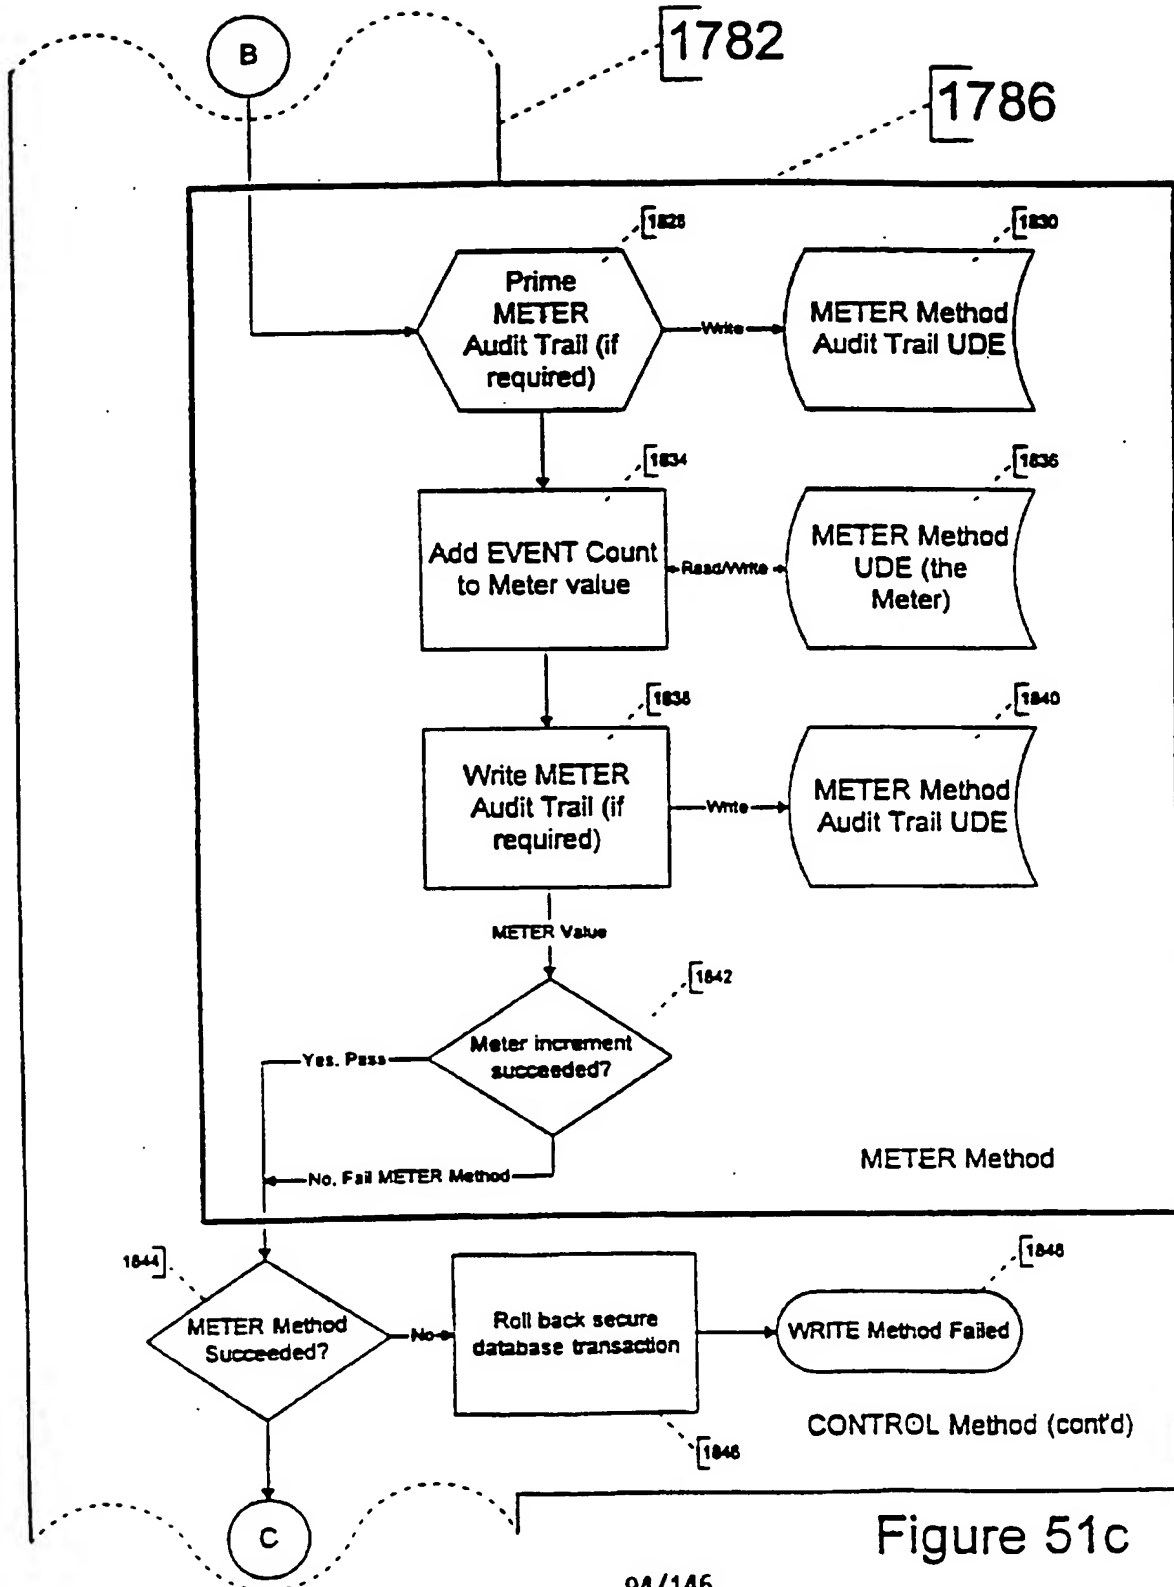 B
1782
1786
1828
1830
Prime
METER
Audit Trail (if
required)
Write
METER Method
Audit Trail UDE
1834
1836
Add EVENT Count
to Meter value
Read/Write
METER Method
UDE (the
Meter)
1838
1840
Write METER
Audit Trail (if
required)
Write
METER Method
Audit Trail UDE
METER Value
1842
Meter increment
succeeded?
Yes, Pass
No, Fail METER Method
METER Method
1844
1848
METER Method
Succeeded?
No
Roll back secure
database transaction
WRITE Method Failed
1846
CONTROL Method (cont'd)
C
Figure 51c
94/146